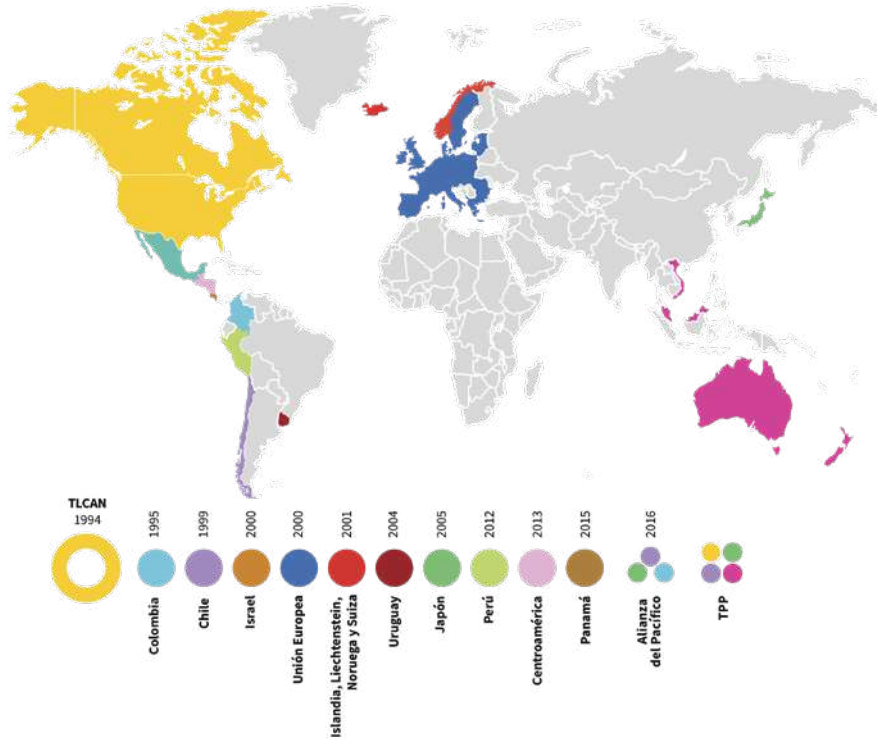 TLCAN
1994
1995
1999
2000
2000
2001
2004
2005
2012
2013
2015
2016
Colombia
Chile
Israel
Unión Europea
Islandia, Liechtenstein,
Noruega y Suiza
Uruguay
Japón
Perú
Centroamérica
Panamá
Alianza
del Pacífico
TPP